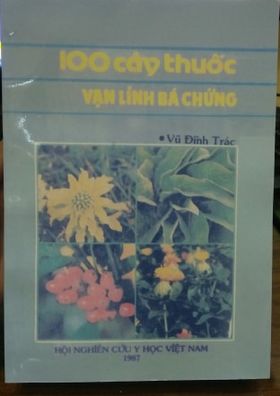 100 cây thuốc
VẠN LINH BÁ CHỨNG
• Vũ Đình Trác
HỘI NGHIÊN CỨU Y HỌC VIỆT NAM
1987